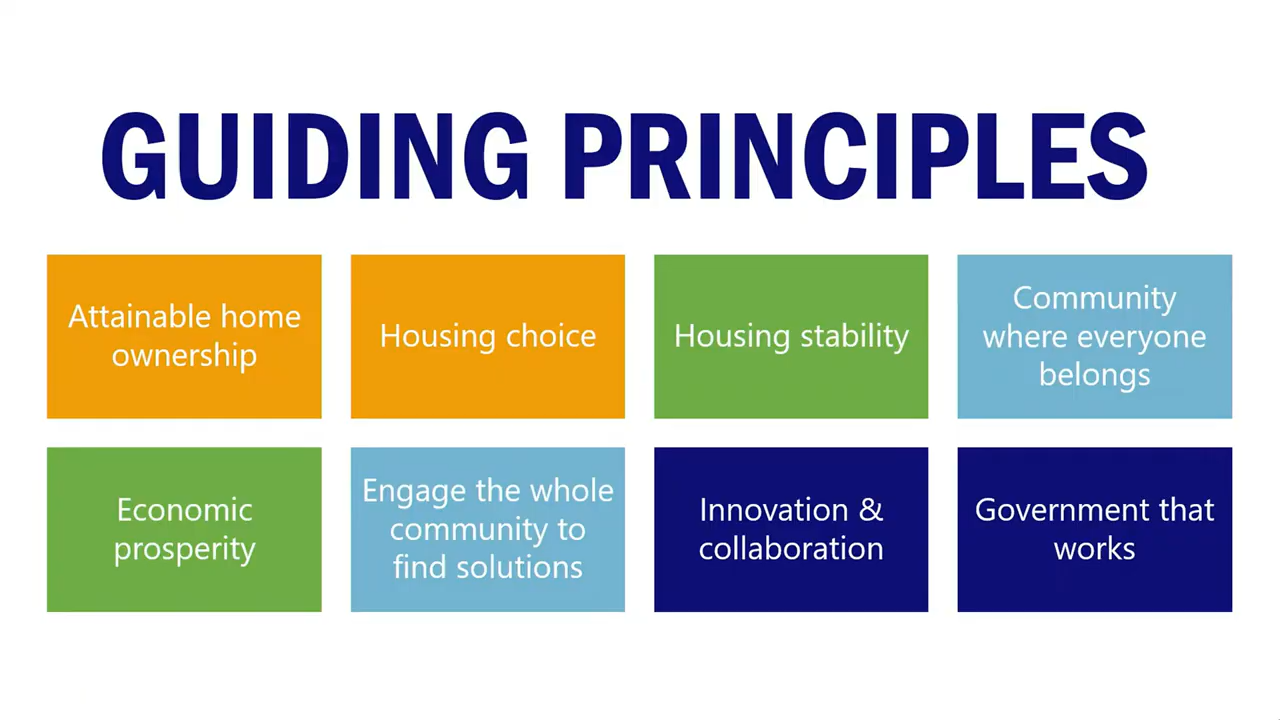 GUIDING PRINCIPLES
Attainable home
ownership
Housing choice
Housing stability
Community
where everyone
belongs
Economic
prosperity
Engage the whole
community to
find solutions
Innovation &
collaboration
Government that
works